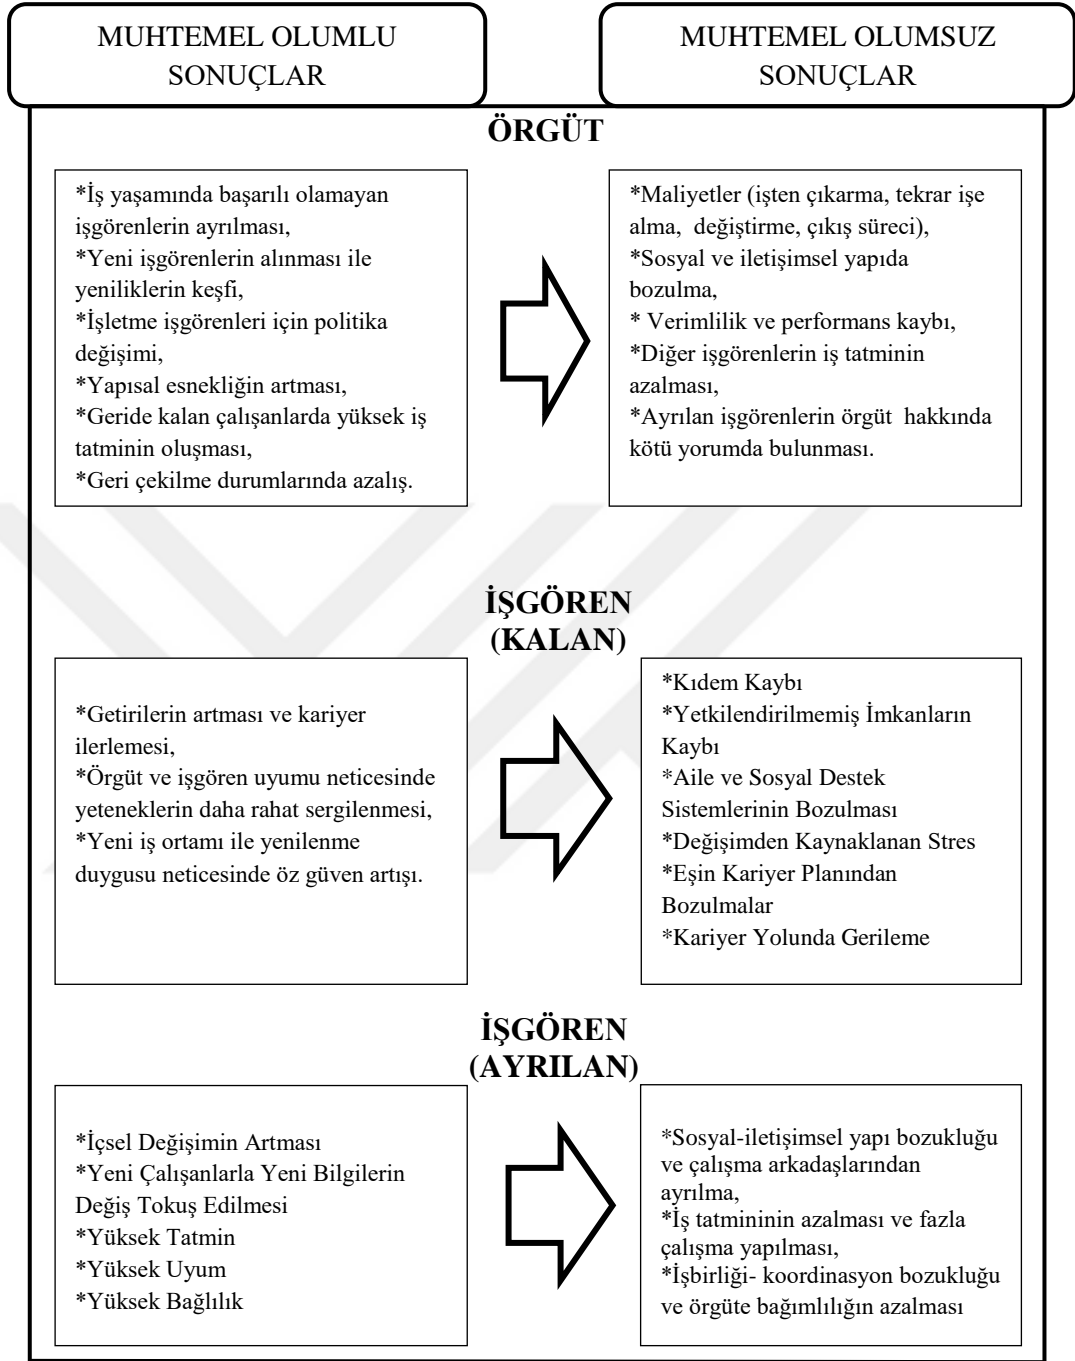 MUHTEMEL OLUMLU
SONUÇLAR
MUHTEMEL OLUMSUZ
SONUÇLAR
ÖRGÜT
*İş yaşamında başarılı olamayan
işgörenlerin ayrılması,
*Yeni işgörenlerin alınması ile
yeniliklerin keşfi,
*İşletme işgörenleri için politika
değişimi,
*Yapısal esnekliğin artması,
*Geride kalan çalışanlarda yüksek iş
tatminin oluşması,
*Geri çekilme durumlarında azalış.
*Maliyetler (işten çıkarma, tekrar işe
alma, değiştirme, çıkış süreci),
*Sosyal ve iletişimsel yapıda
bozulma,
* Verimlilik ve performans kaybı,
*Diğer işgörenlerin iş tatminin
azalması,
*Ayrılan işgörenlerin örgüt hakkında
kötü yorumda bulunması.
İŞGÖREN
(KALAN)
*Getirilerin artması ve kariyer
ilerlemesi,
*Örgüt ve işgören uyumu neticesinde
yeteneklerin daha rahat sergilenmesi,
*Yeni iş ortamı ile yenilenme
duygusu neticesinde öz güven artışı.
*Kıdem Kaybı
*Yetkilendirilmemiş İmkanların
Kaybı
*Aile ve Sosyal Destek
Sistemlerinin Bozulması
*Değişimden Kaynaklanan Stres
*Eşin Kariyer Planından
Bozulmalar
*Kariyer Yolunda Gerileme
İŞGÖREN
(AYRILAN)
*İçsel Değişimin Artması
*Yeni Çalışanlarla Yeni Bilgilerin
Değiş Tokuş Edilmesi
*Yüksek Tatmin
*Yüksek Uyum
*Yüksek Bağlılık
*Sosyal-iletişimsel yapı bozukluğu
ve çalışma arkadaşlarından
ayrılma,
*İş tatmininin azalması ve fazla
çalışma yapılması,
*İşbirliği- koordinasyon bozukluğu
ve örgüte bağımlılığın azalması